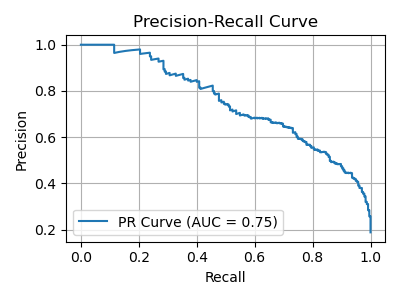 Precision-Recall Curve
1.0
0.8
0.6
0.4
0.2
Precision
PR Curve (AUC = 0.75)
0.0 0.2 0.4 0.6 0.8 1.0
Recall